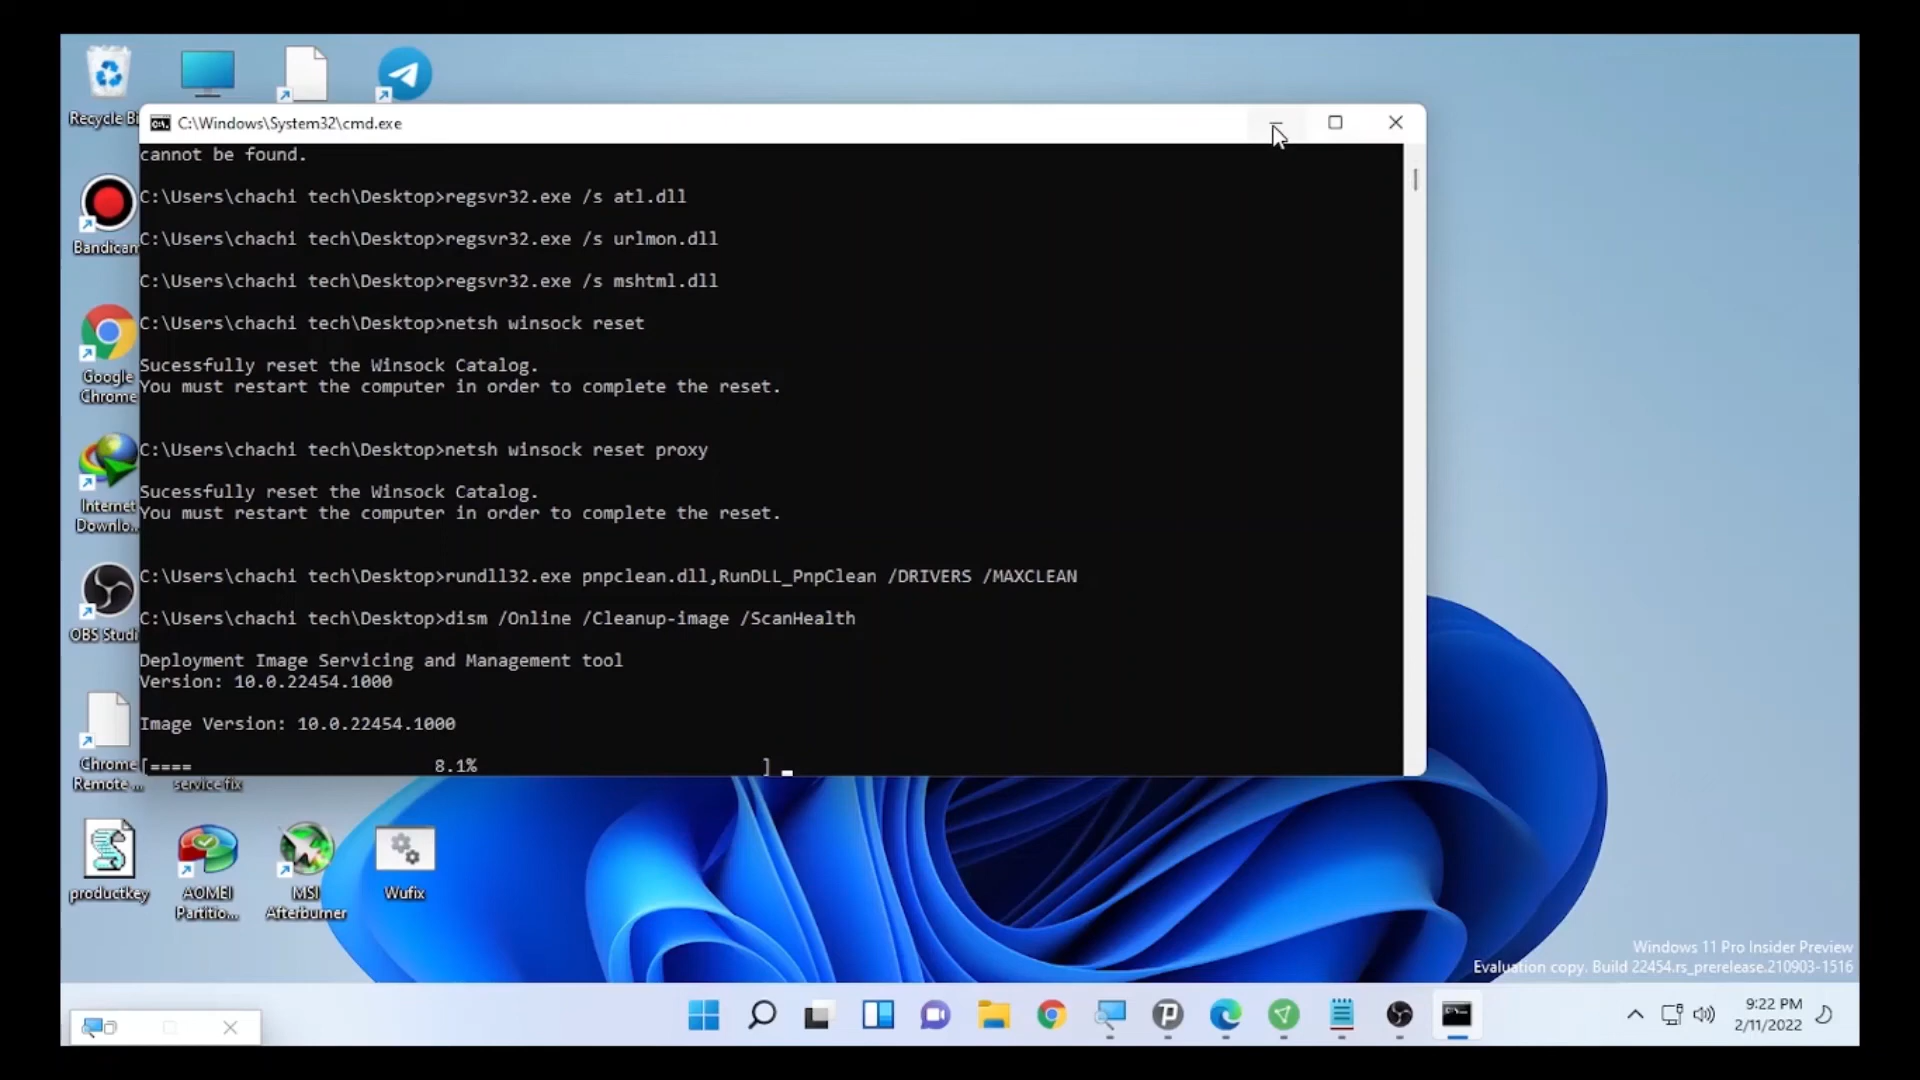 Recycle Bi
C:\Windows\System32\cmd.exe
cannot be found.
C:\Users\chachi tech\Desktop>regsvr32.exe /s atl.dll
C:\Users\chachi tech\Desktop>regsvr32.exe /s urlmon.dll
C:\Users\chachi tech\Desktop>regsvr32.exe /s mshtml.dll
C:\Users\chachi tech\Desktop>netsh winsock reset
Sucessfully reset the Winsock Catalog.
You must restart the computer in order to complete the reset.
C:\Users\chachi tech\Desktop>netsh winsock reset proxy
Sucessfully reset the Winsock Catalog.
You must restart the computer in order to complete the reset.
C:\Users\chachi tech\Desktop>rundll32.exe pnpclean.dll,RunDLL_PnpClean /DRIVERS /MAXCLEAN
C:\Users\chachi tech\Desktop>dism /Online /Cleanup-image /ScanHealth
Deployment Image Servicing and Management tool
Version: 10.0.22454.1000
Image Version: 10.0.22454.1000
[==== 8.1% ]
Bandicam
Google
Chrome
Internet
Downlo...
OBS Studi
Chrome
Remote ...
service fix
productkey
AOMEI
Partitio...
MSI
Afterburner
Wufix
Windows 11 Pro Insider Preview
Evaluation copy. Build 22454.rs_prerelease.210903-1516
9:22 PM
2/11/2022